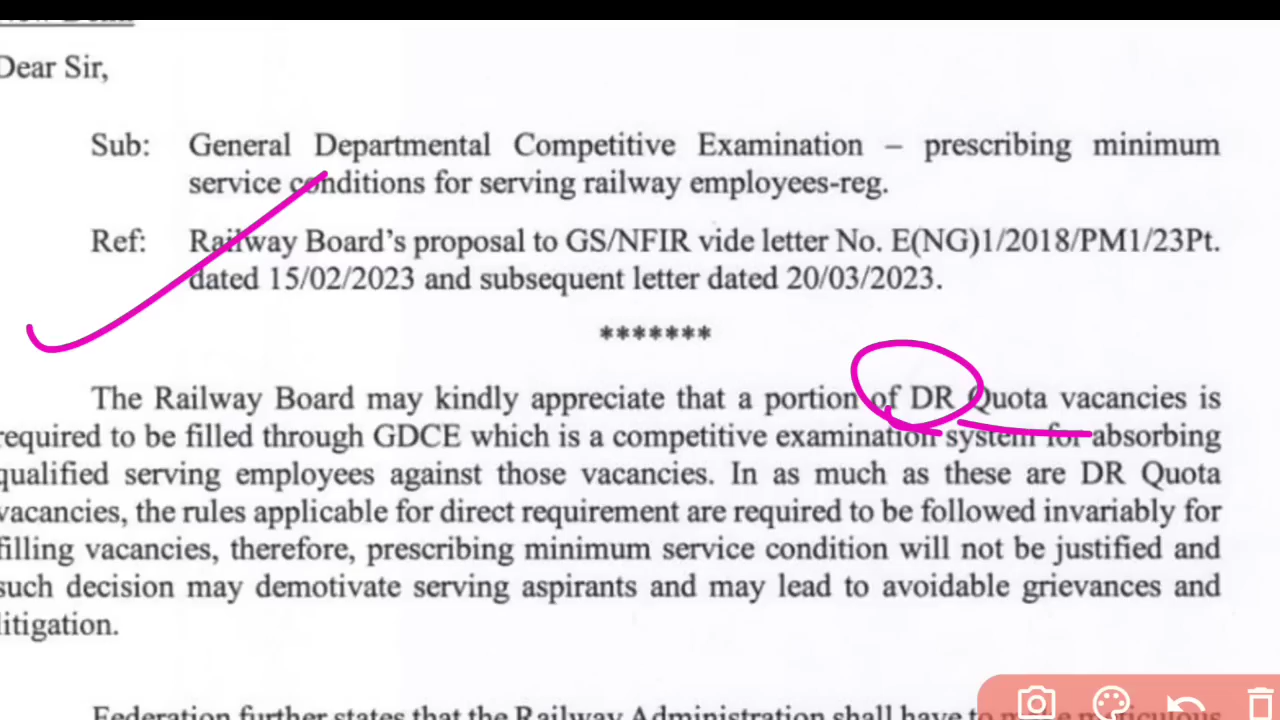 Dear Sir,
Sub: General Departmental Competitive Examination – prescribing minimum
service conditions for serving railway employees-reg.
Ref: Railway Board's proposal to GS/NFIR vide letter No. E(NG)1/2018/PM1/23Pt.
dated 15/02/2023 and subsequent letter dated 20/03/2023.
*******
The Railway Board may kindly appreciate that a portion of DR Quota vacancies is
required to be filled through GDCE which is a competitive examination system for absorbing
qualified serving employees against those vacancies. In as much as these are DR Quota
vacancies, the rules applicable for direct requirement are required to be followed invariably for
filling vacancies, therefore, prescribing minimum service condition will not be justified and
such decision may demotivate serving aspirants and may lead to avoidable grievances and
litigation.
Federation further states that the Railway Administration shall have to